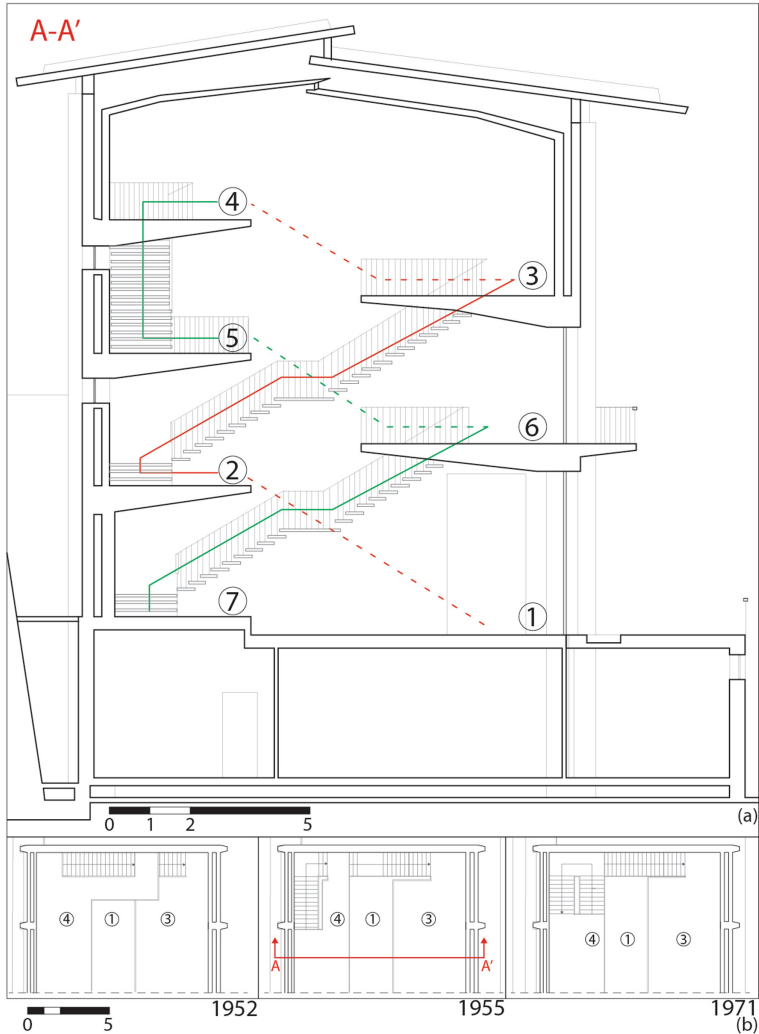 A-A'
④
③
⑤
⑥
②
⑦
①
0 1 2 5
(a)
④ ① ③
④ ① ③
④ ① ③
A A'
0 5
1952
1955
1971
(b)